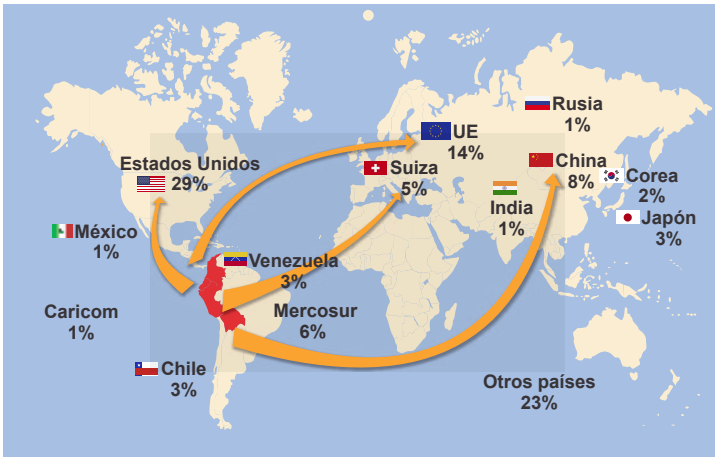 Rusia
1%
UE
14%
Estados Unidos
29%
Suiza
5%
China
8%
Corea
2%
India
1%
Japón
3%
México
1%
Venezuela
3%
Caricom
1%
Mercosur
6%
Chile
3%
Otros países
23%